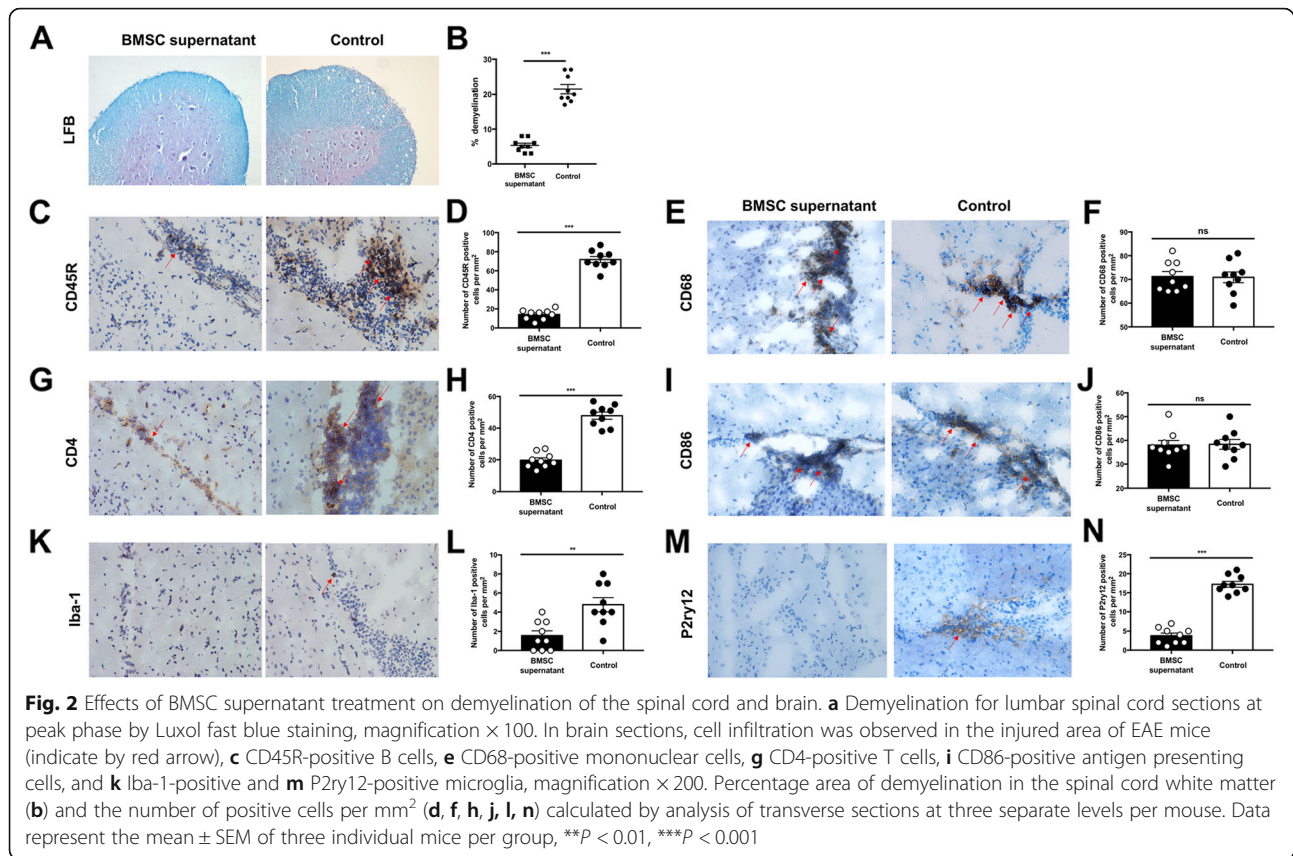 A
BMSC supernatant
Control
LFB
B
***
% demyelination
30
20
10
0
BMSC
supernatant
Control
C
CD45R
D
***
Number of CD45R positive
cells per mm²
100
80
60
40
20
0
BMSC
supernatant
Control
BMSC supernatant
Control
E
CD68
F
ns
Number of CD68 positive
cells per mm²
90
80
70
60
50
BMSC
supernatant
Control
G
CD4
H
***
Number of CD4 positive
cells per mm²
60
40
20
0
BMSC
supernatant
Control
I
CD86
J
ns
Number of CD86 positive
cells per mm²
60
50
40
30
20
BMSC
supernatant
Control
K
Iba-1
L
**
Number of Iba-1 positive
cells per mm²
10
8
6
4
2
0
BMSC
supernatant
Control
M
P2ry12
N
***
Number of P2ry12 positive
cells per mm²
25
20
15
10
5
0
BMSC
supernatant
Control
Fig. 2 Effects of BMSC supernatant treatment on demyelination of the spinal cord and brain. a Demyelination for lumbar spinal cord sections at
peak phase by Luxol fast blue staining, magnification × 100. In brain sections, cell infiltration was observed in the injured area of EAE mice
(indicate by red arrow), c CD45R-positive B cells, e CD68-positive mononuclear cells, g CD4-positive T cells, i CD86-positive antigen presenting
cells, and k Iba-1-positive and m P2ry12-positive microglia, magnification × 200. Percentage area of demyelination in the spinal cord white matter
(b) and the number of positive cells per mm² (d, f, h, j, l, n) calculated by analysis of transverse sections at three separate levels per mouse. Data
represent the mean ± SEM of three individual mice per group, **P < 0.01, ***P < 0.001